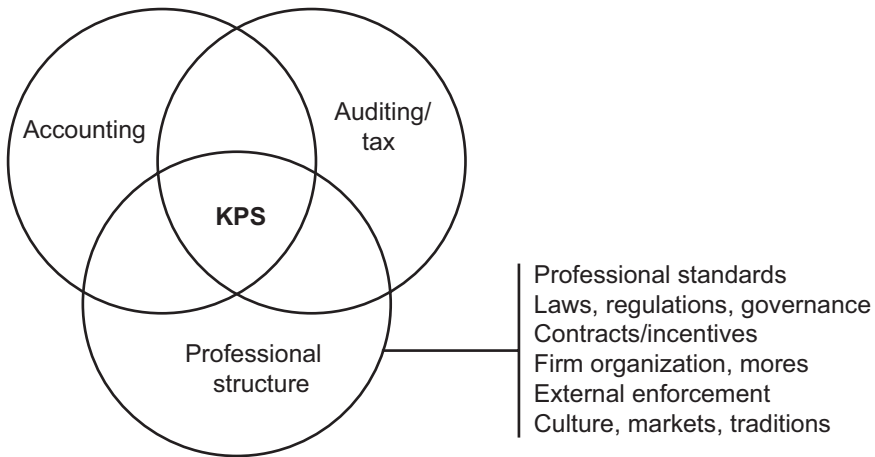 Accounting
Auditing/
tax
KPS
Professional
structure
Professional standards
Laws, regulations, governance
Contracts/incentives
Firm organization, mores
External enforcement
Culture, markets, traditions